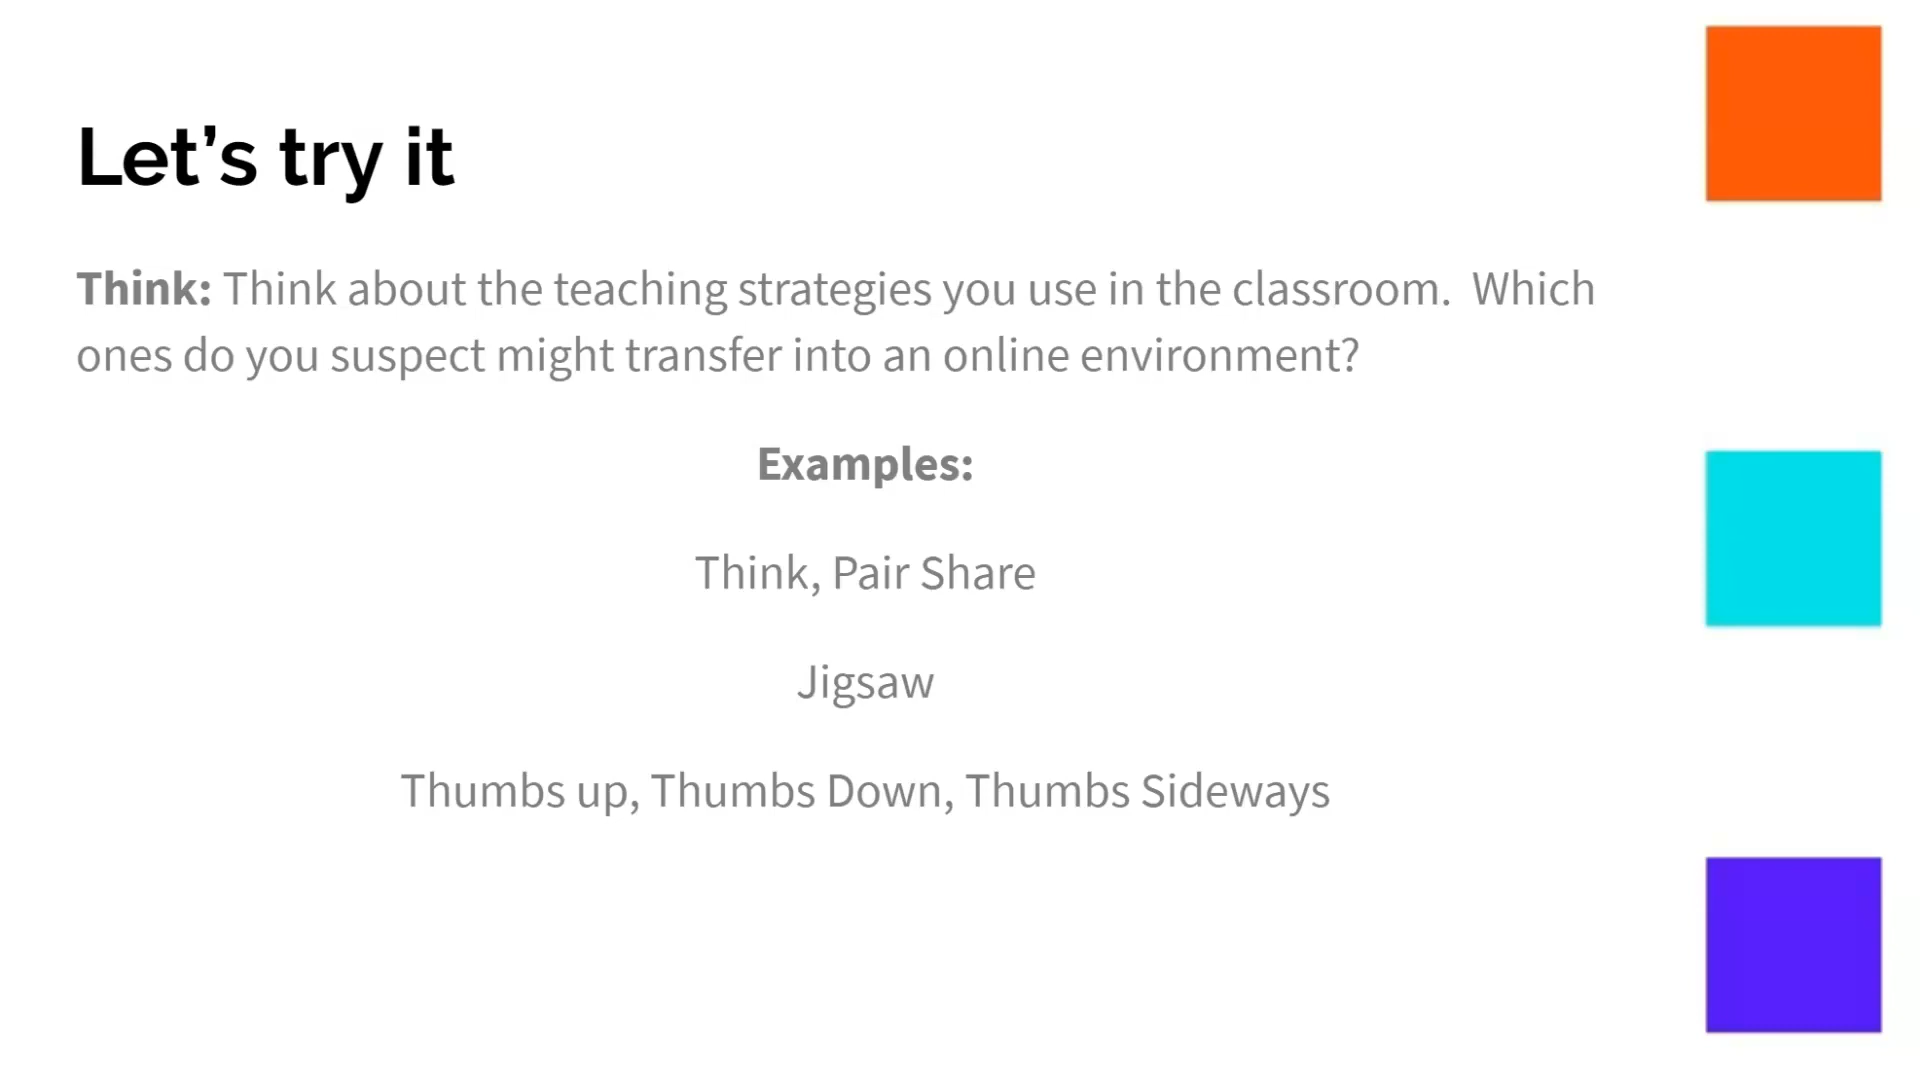 Let’s try it
Think: Think about the teaching strategies you use in the classroom.  Which
ones do you suspect might transfer into an online environment?
Examples:
Think, Pair Share
Jigsaw
Thumbs up, Thumbs Down, Thumbs Sideways